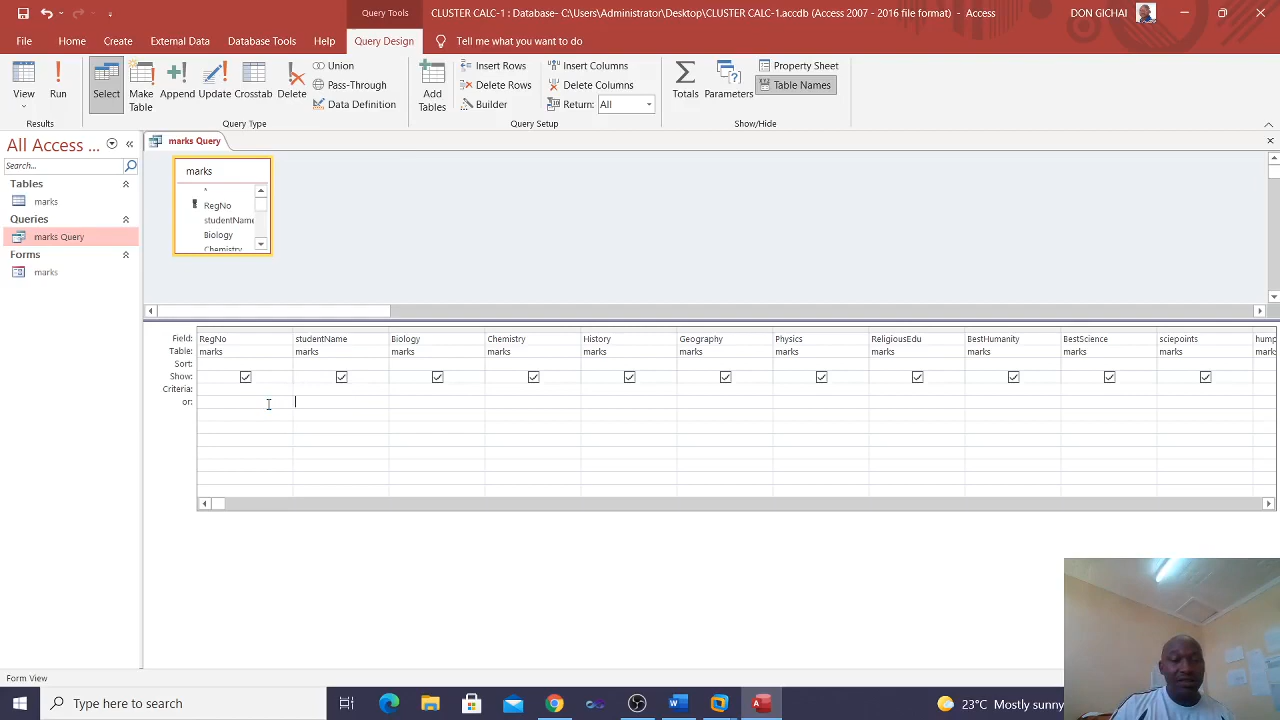 Query Tools
CLUSTER CALC-1 : Database- C:\Users\Administrator\Desktop\CLUSTER CALC-1.accdb (Access 2007 - 2016 file format) - Access
DON GICHAI
File Home Create External Data Database Tools Help Query Design Tell me what you want to do
View
Run
Select
Make Table
Append
Update
Crosstab
Delete
Union
Pass-Through
Data Definition
Add Tables
Insert Rows
Delete Rows
Builder
Insert Columns
Delete Columns
Return: All
Totals
Parameters
Property Sheet
Table Names
Results Query Type Query Setup Show/Hide
All Access ...
Search...
Tables
marks
Queries
marks Query
Forms
marks
marks Query
marks
*
RegNo
studentName
Biology
Chemistry
Field: RegNo studentName Biology Chemistry History Geography Physics ReligiousEdu BestHumanity BestScience sciepoints hump
Table: marks marks marks marks marks marks marks marks marks marks marks marks
Sort:
Show:
Criteria:
or:
Form View
Type here to search
23°C Mostly sunny